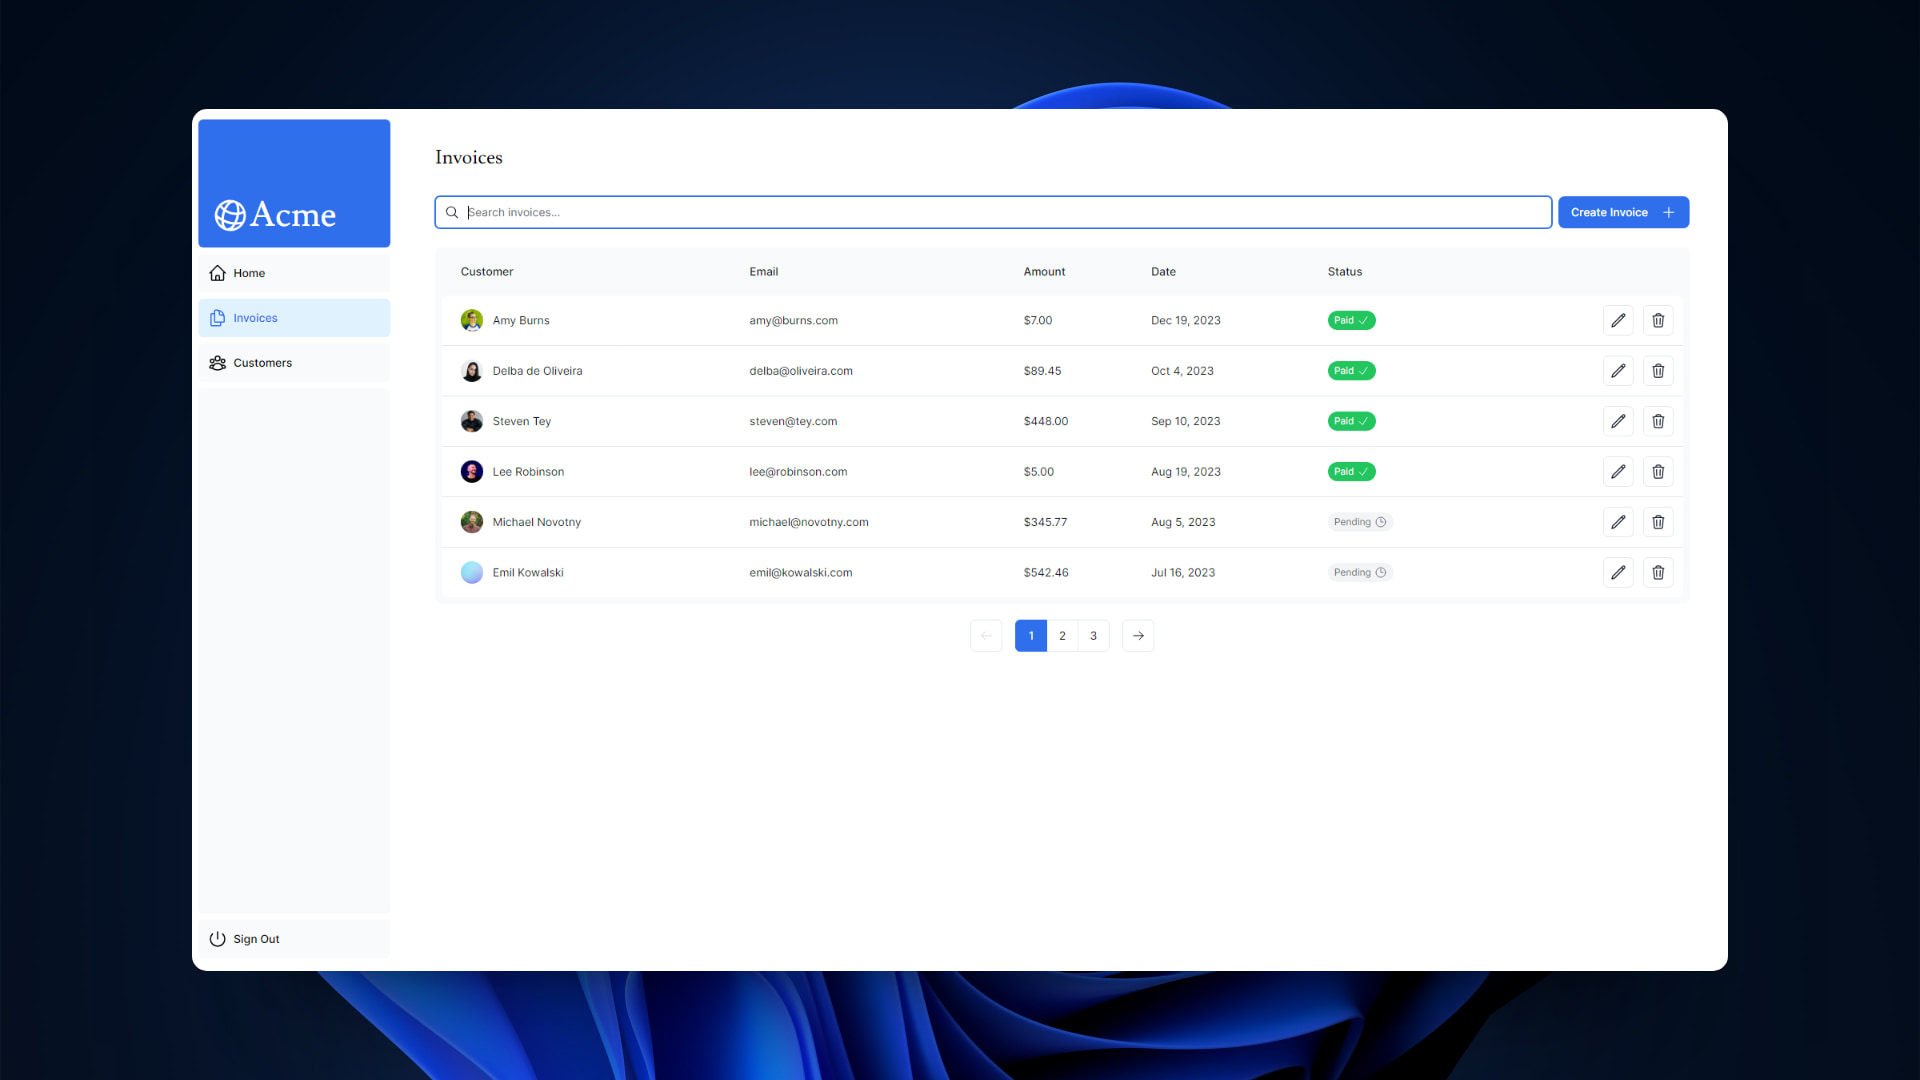 Acme
Home
Invoices
Customers
Sign Out
Invoices
Search invoices...
Create Invoice
Customer Email Amount Date Status
Amy Burns amy@burns.com $7.00 Dec 19, 2023 Paid
Delba de Oliveira delba@oliveira.com $89.45 Oct 4, 2023 Paid
Steven Tey steven@tey.com $448.00 Sep 10, 2023 Paid
Lee Robinson lee@robinson.com $5.00 Aug 19, 2023 Paid
Michael Novotny michael@novotny.com $345.77 Aug 5, 2023 Pending
Emil Kowalski emil@kowalski.com $542.46 Jul 16, 2023 Pending
1 2 3